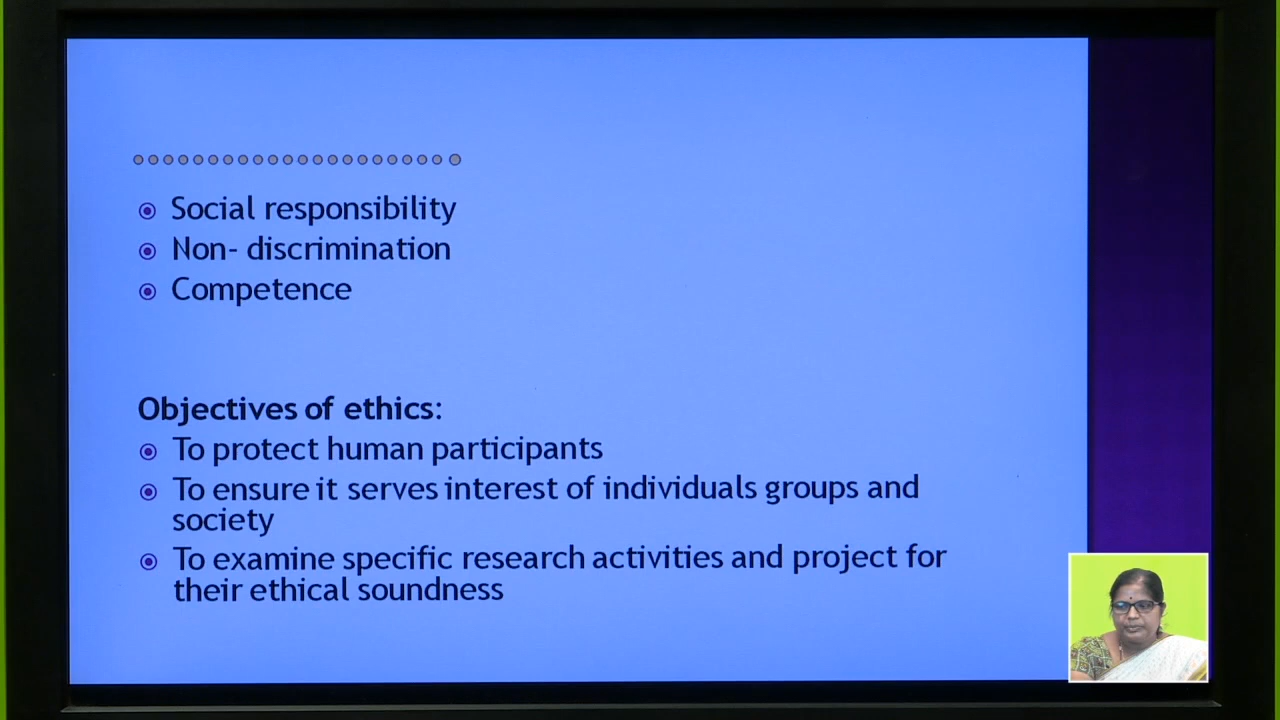 Social responsibility
Non- discrimination
Competence
Objectives of ethics:
To protect human participants
To ensure it serves interest of individuals groups and
society
To examine specific research activities and project for
their ethical soundness